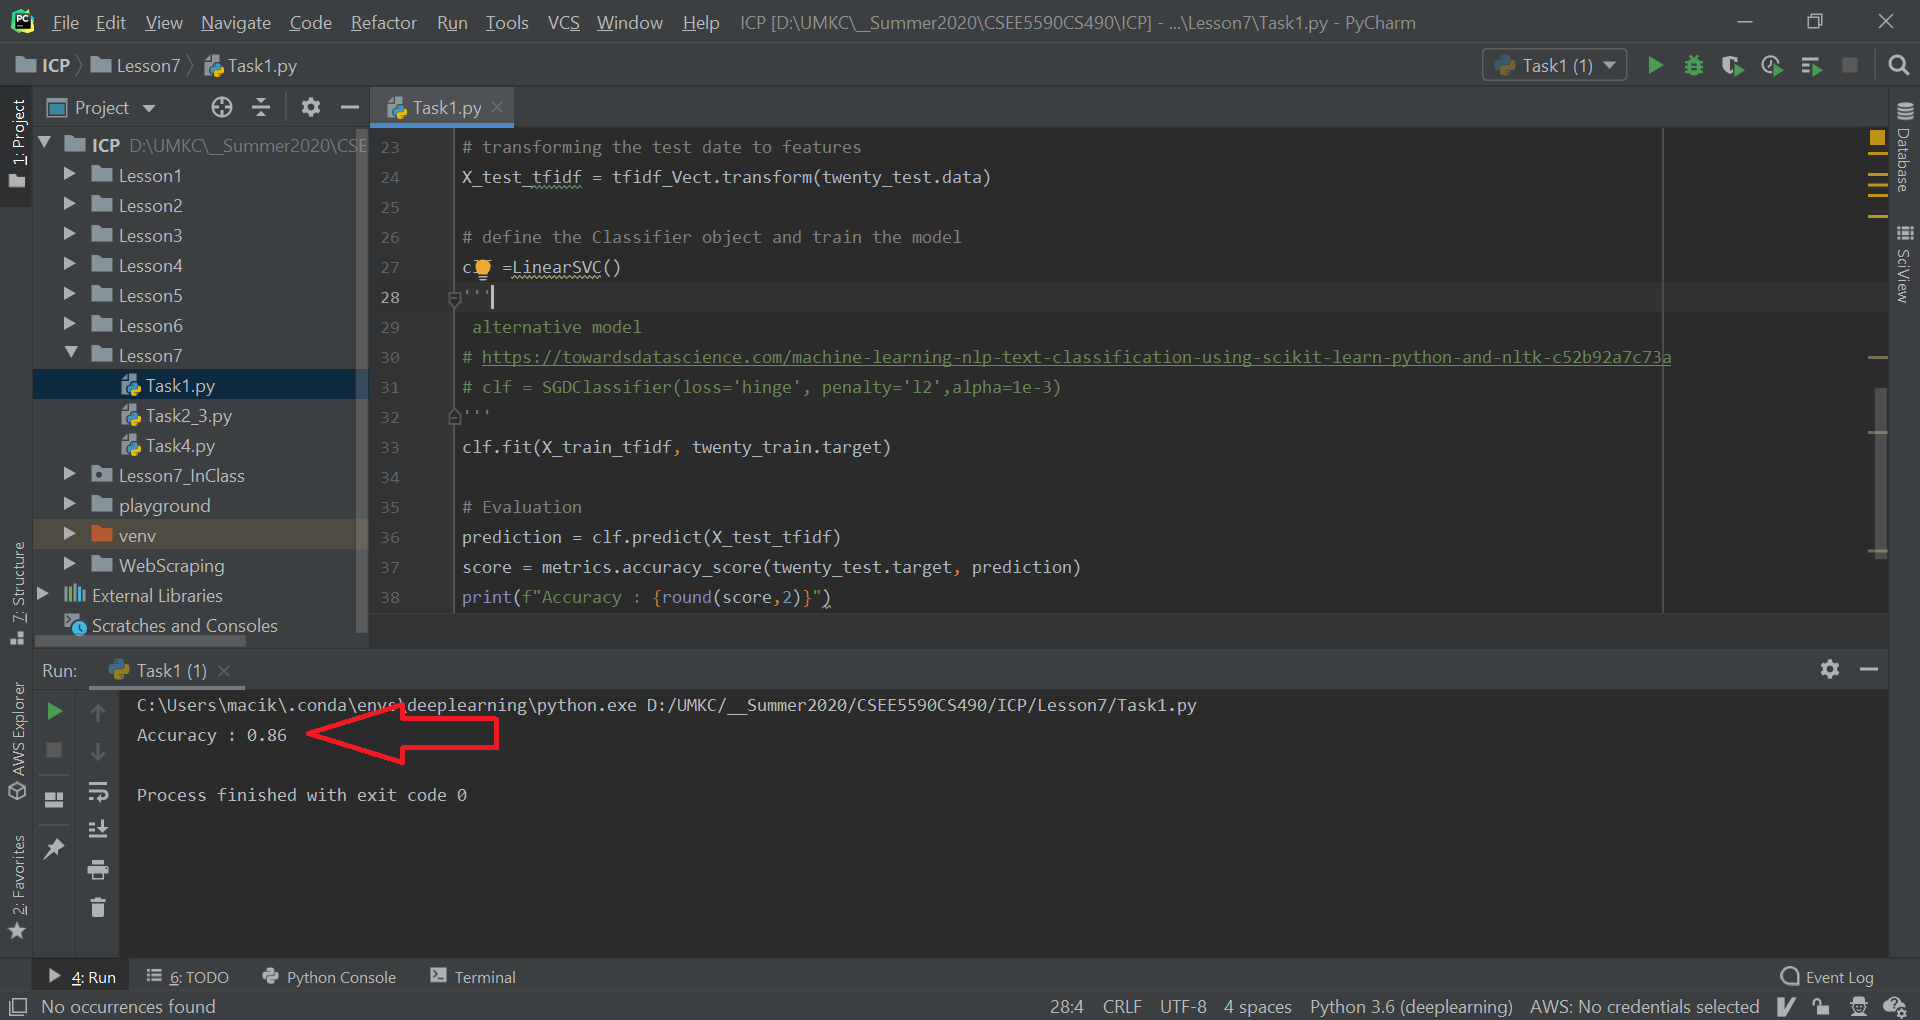 PC File Edit View Navigate Code Refactor Run Tools VCS Window Help ICP [D:\UMKC\__Summer2020\CSEE5590CS490\ICP] - ...\Lesson7\Task1.py - PyCharm
ICP Lesson7 Task1.py Task1 (1)
1: Project
7: Structure
AWS Explorer
2: Favorites
Project
ICP D:\UMKC\__Summer2020\CSE
Lesson1
Lesson2
Lesson3
Lesson4
Lesson5
Lesson6
Lesson7
Task1.py
Task2_3.py
Task4.py
Lesson7_InClass
playground
venv
WebScraping
External Libraries
Scratches and Consoles
Task1.py
23 # transforming the test date to features
24 X_test_tfidf = tfidf_Vect.transform(twenty_test.data)
25
26 # define the Classifier object and train the model
27 clf =LinearSVC()
28 '''
29 alternative model
30 # https://towardsdatascience.com/machine-learning-nlp-text-classification-using-scikit-learn-python-and-nltk-c52b92a7c73a
31 # clf = SGDClassifier(loss='hinge', penalty='l2',alpha=1e-3)
32 '''
33 clf.fit(X_train_tfidf, twenty_train.target)
34
35 # Evaluation
36 prediction = clf.predict(X_test_tfidf)
37 score = metrics.accuracy_score(twenty_test.target, prediction)
38 print(f"Accuracy : {round(score,2)}")
Database
SciView
Run: Task1 (1)
C:\Users\macik\.conda\envs\deeplearning\python.exe D:/UMKC/__Summer2020/CSEE5590CS490/ICP/Lesson7/Task1.py
Accuracy : 0.86
Process finished with exit code 0
4: Run 6: TODO Python Console Terminal Event Log
No occurrences found 28:4 CRLF UTF-8 4 spaces Python 3.6 (deeplearning) AWS: No credentials selected